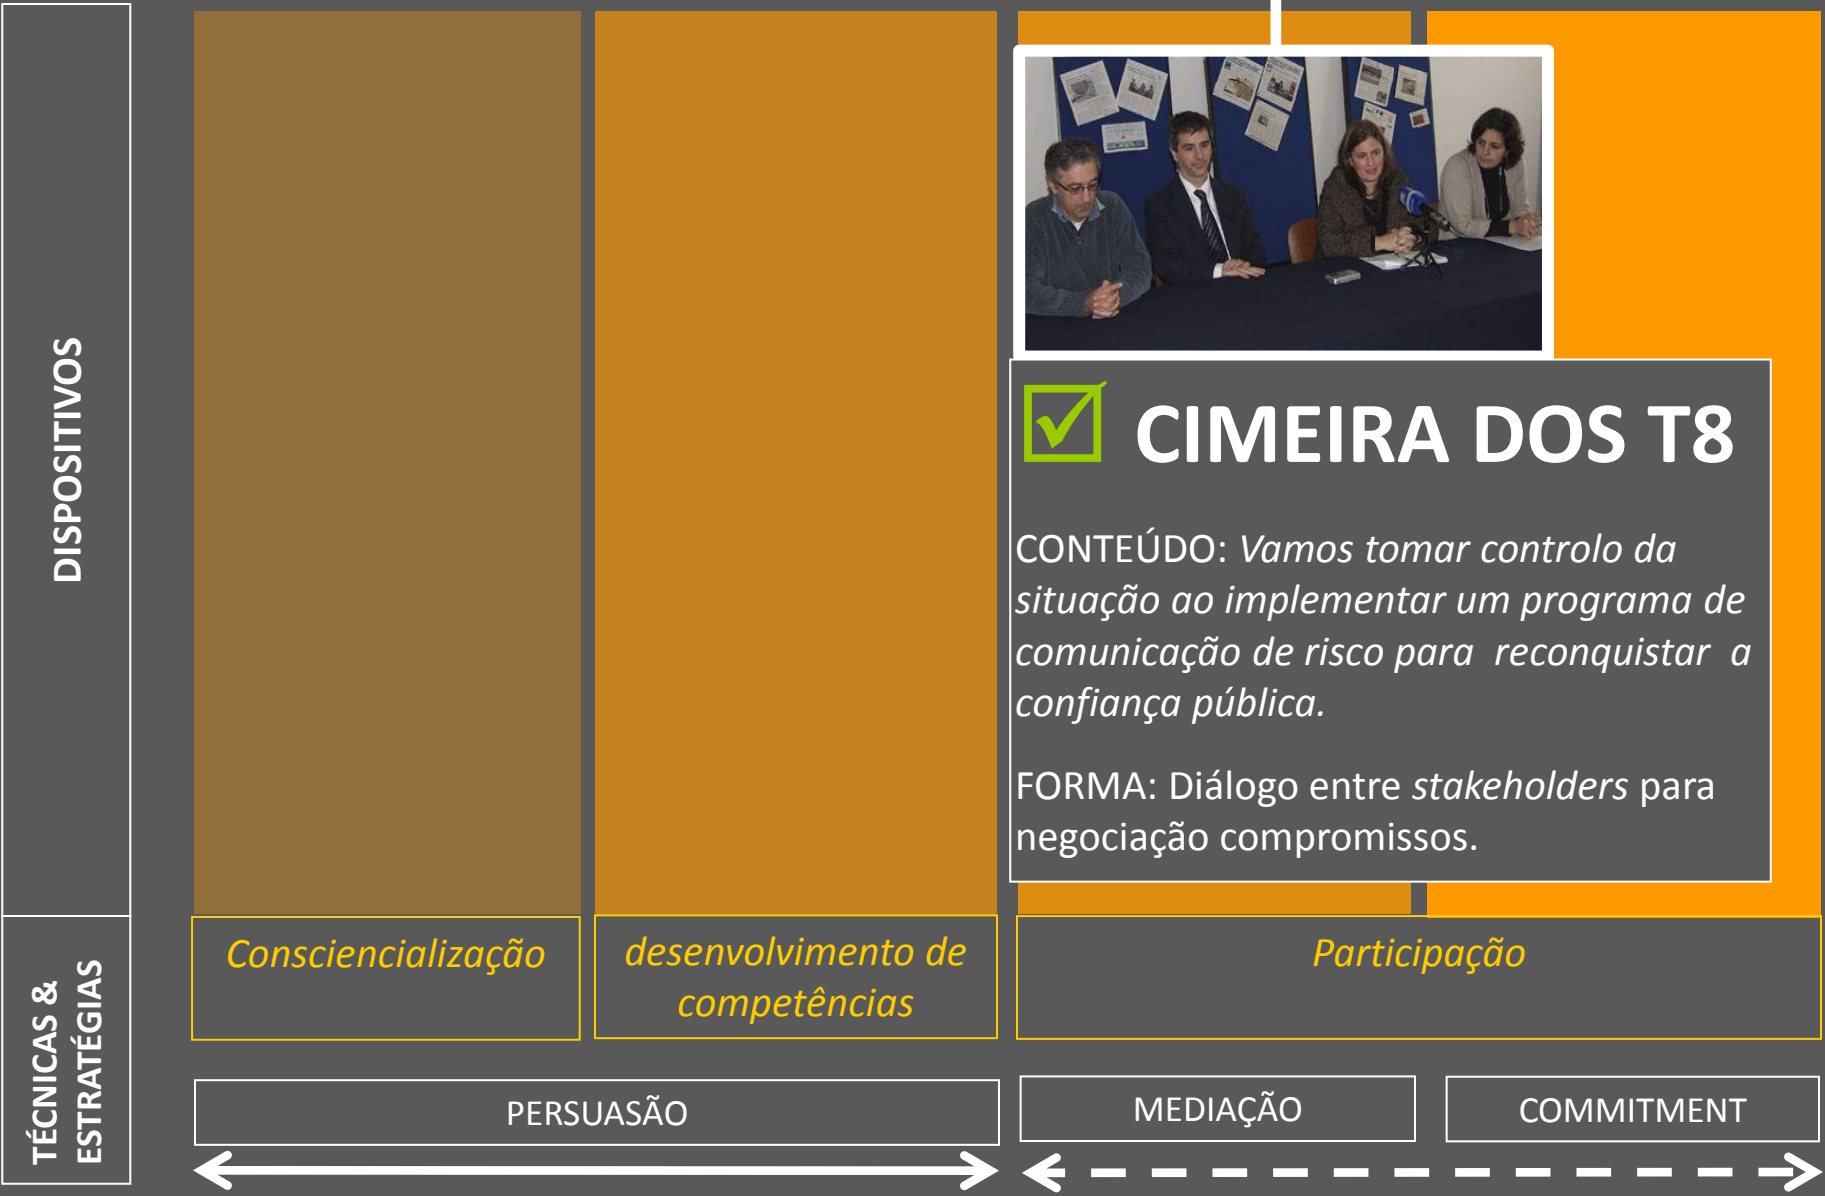 DISPOSITIVOS
CIMEIRA DOS T8
CONTEÚDO: Vamos tomar controlo da
situação ao implementar um programa de
comunicação de risco para reconquistar a
confiança pública.
FORMA: Diálogo entre stakeholders para
negociação compromissos.
TÉCNICAS &
ESTRATÉGIAS
Consciencialização
desenvolvimento de
competências
Participação
PERSUASÃO
MEDIAÇÃO
COMMITMENT